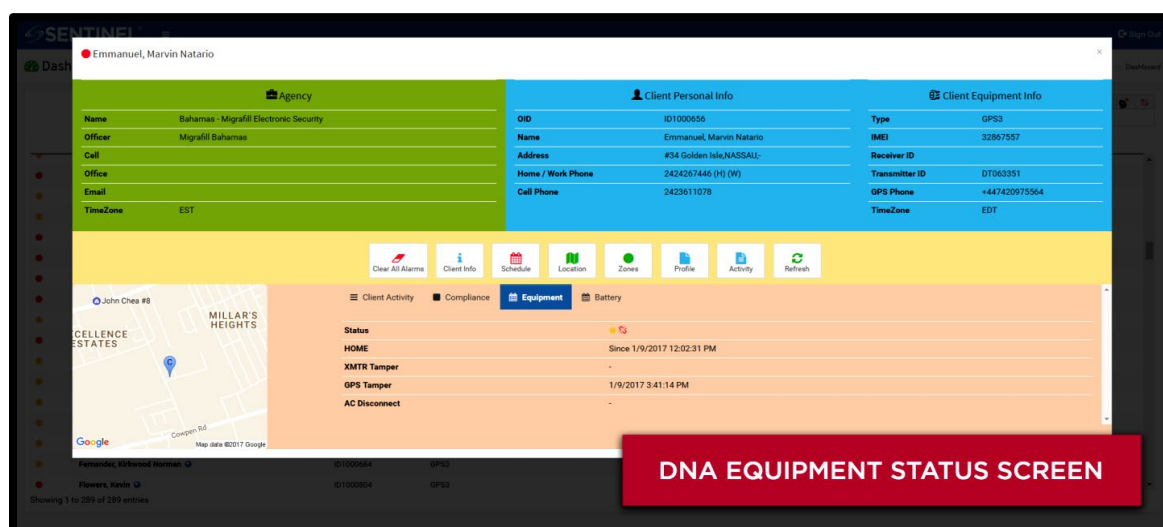 SENTINEL
Sign Out
Emmanuel, Marvin Natario
×
Dash
Dashboard
Agency
Client Personal Info
Client Equipment Info
Name Bahamas - Migrafill Electronic Security
OID ID1000656
Type GPS3
Officer Migrafill Bahamas
Name Emmanuel, Marvin Natario
IMEI 32867557
Cell
Address #34 Golden Isle,NASSAU,-
Receiver ID
Office
Home / Work Phone 2424267446 (H) (W)
Transmitter ID DT063351
Email
Cell Phone 2423611078
GPS Phone +447420975564
TimeZone EST
TimeZone EDT
Clear All Alarms
Client Info
Schedule
Location
Zones
Profile
Activity
Refresh
John Chea #8
MILLAR'S
HEIGHTS
CELLENCE
ESTATES
C
Cowpen Rd
Google
Map data ©2017 Google
Client Activity
Compliance
Equipment
Battery
Status
HOME Since 1/9/2017 12:02:31 PM
XMTR Tamper -
GPS Tamper 1/9/2017 3:41:14 PM
AC Disconnect -
DNA EQUIPMENT STATUS SCREEN
Fernander, Kirkwood Norman ID1000684 GPS3
Flowers, Kevin ID1000804 GPS3
Showing 1 to 289 of 289 entries